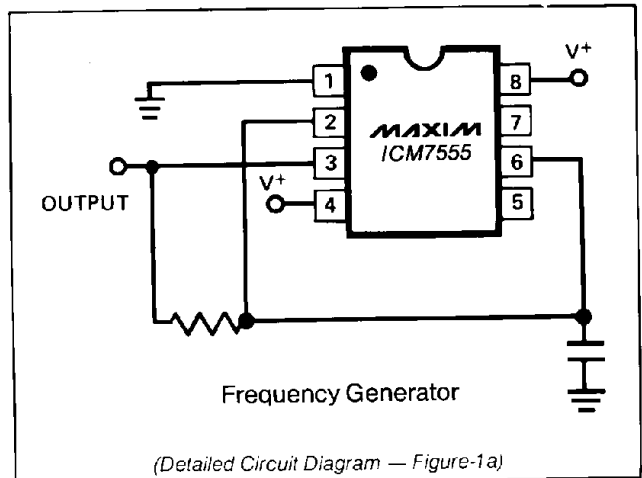 V+
1
8
2
MAXIM
7
ICM7555
3
6
OUTPUT
V+
4
5
Frequency Generator
(Detailed Circuit Diagram — Figure-1a)